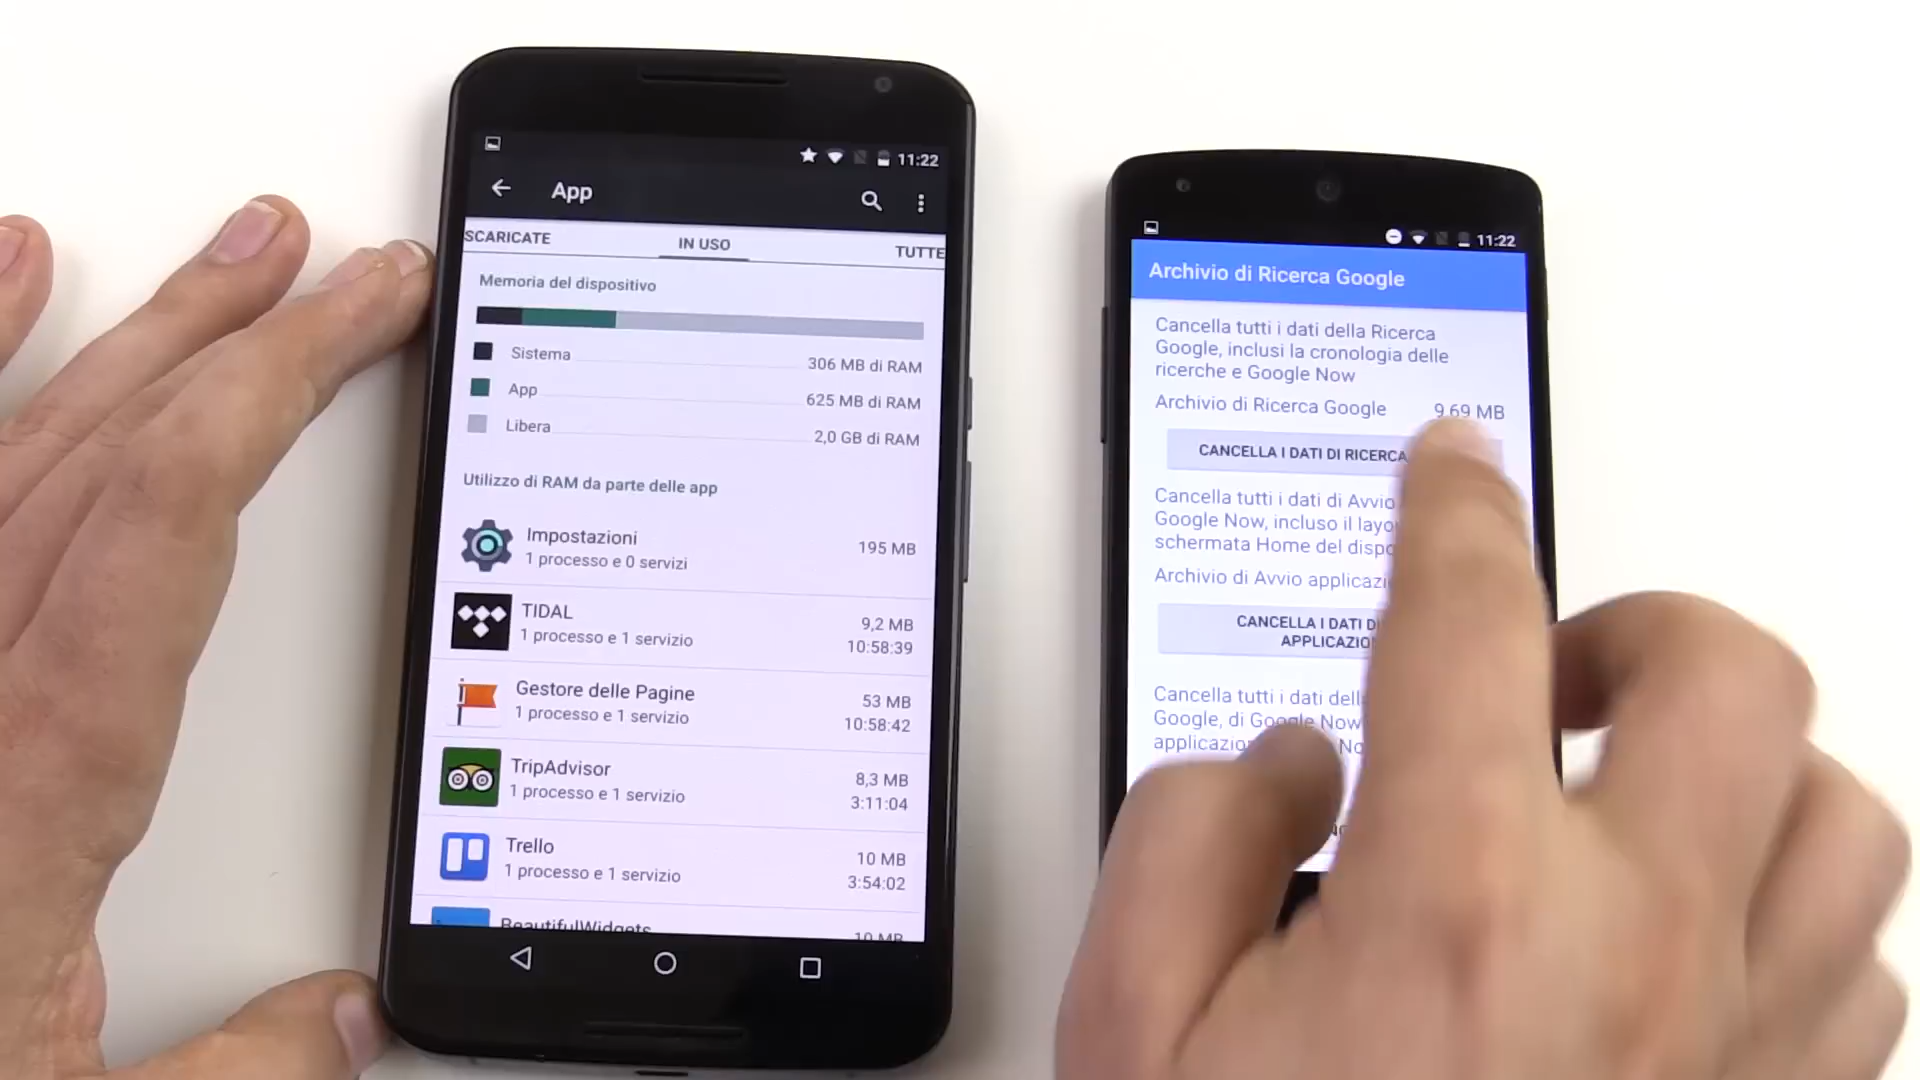 11:22
App
SCARICATE
IN USO
TUTTE
Memoria del dispositivo
Sistema 306 MB di RAM
App 625 MB di RAM
Libera 2,0 GB di RAM
Utilizzo di RAM da parte delle app
Impostazioni
1 processo e 0 servizi
195 MB
TIDAL
1 processo e 1 servizio
9,2 MB
10:58:39
Gestore delle Pagine
1 processo e 1 servizio
53 MB
10:58:42
TripAdvisor
1 processo e 1 servizio
8,3 MB
3:11:04
Trello
1 processo e 1 servizio
10 MB
3:54:02
BeautifulWidgets
10 MB
11:22
Archivio di Ricerca Google
Cancella tutti i dati della Ricerca
Google, inclusi la cronologia delle
ricerche e Google Now
Archivio di Ricerca Google 9,69 MB
CANCELLA I DATI DI RICERCA
Cancella tutti i dati di Avvio
Google Now, incluso il
schermata Home del
Archivio di Avvio
CANCELLA I DATI
Cancella tutti i dati
Google, di Google Now